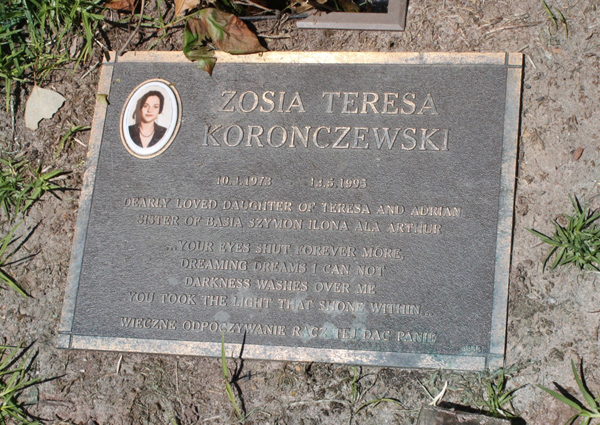 ZOSIA TERESA
KORONCZEWSKI
10.1.1973 14.5.1993
DEARLY LOVED DAUGHTER OF TERESA AND ADRIAN
SISTER OF BASIA SZYMON ILONA ALA ARTHUR
...YOUR EYES SHUT FOREVER MORE,
DREAMING DREAMS I CAN NOT
DARKNESS WASHES OVER ME
YOU TOOK THE LIGHT THAT SHONE WITHIN...
WIECZNE ODPOCZYWANIE RACZ JEJ DAC PANIE